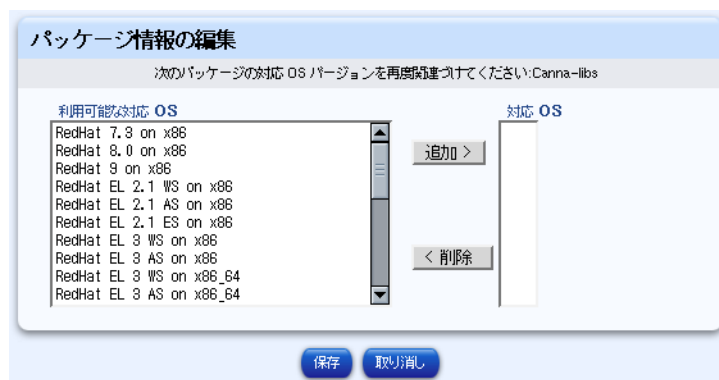 パッケージ情報の編集
次のパッケージの対応 OS バージョンを再度関連づけてください:Canna-libs
利用可能な対応 OS
対応 OS
RedHat 7.3 on x86
RedHat 8.0 on x86
RedHat 9 on x86
RedHat EL 2.1 WS on x86
RedHat EL 2.1 AS on x86
RedHat EL 2.1 ES on x86
RedHat EL 3 WS on x86
RedHat EL 3 AS on x86
RedHat EL 3 WS on x86_64
RedHat EL 3 AS on x86_64
追加 >
< 削除
保存
取り消し